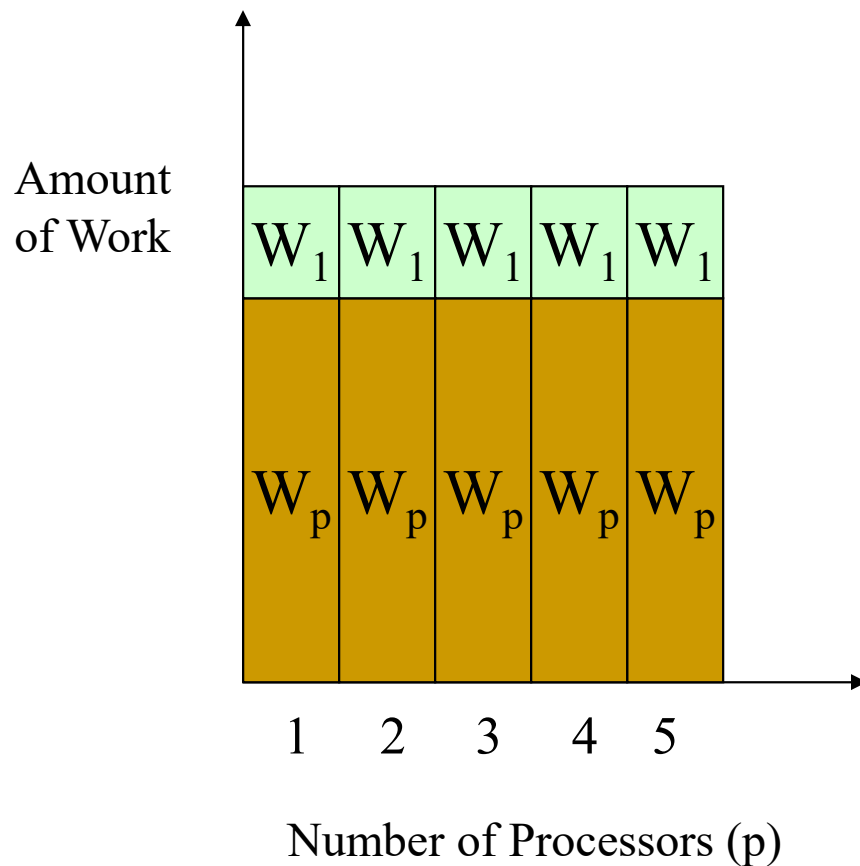 Amount
of Work
W₁ W₁ W₁ W₁ W₁
Wₚ Wₚ Wₚ Wₚ Wₚ
1 2 3 4 5
Number of Processors (p)